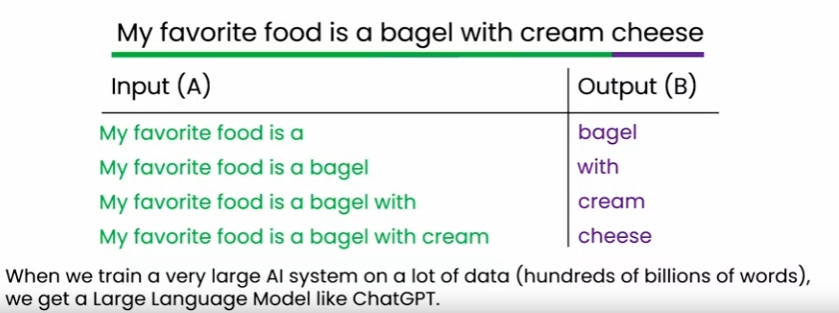 My favorite food is a bagel with cream cheese
Input (A) Output (B)
My favorite food is a bagel
My favorite food is a bagel with
My favorite food is a bagel with cream
My favorite food is a bagel with cream cheese
When we train a very large AI system on a lot of data (hundreds of billions of words),
we get a Large Language Model like ChatGPT.